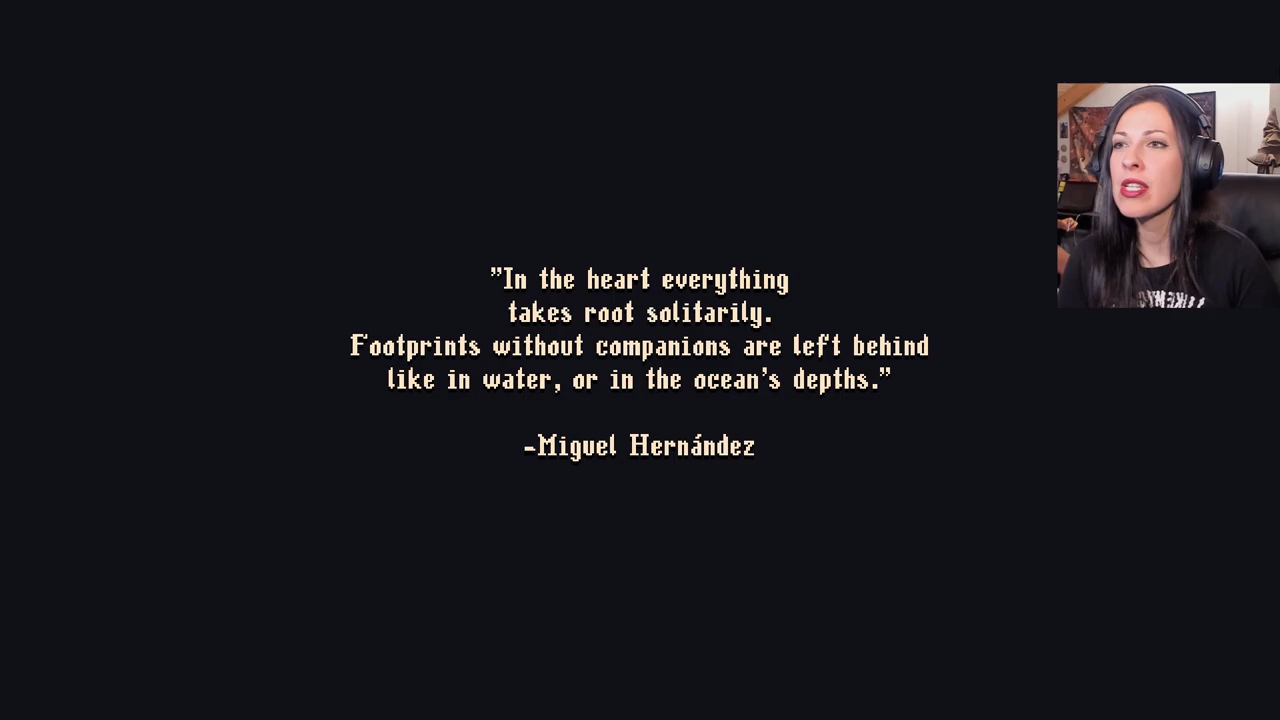 "In the heart everything
takes root solitarily.
Footprints without companions are left behind
like in water, or in the ocean's depths."
-Miguel Hernández